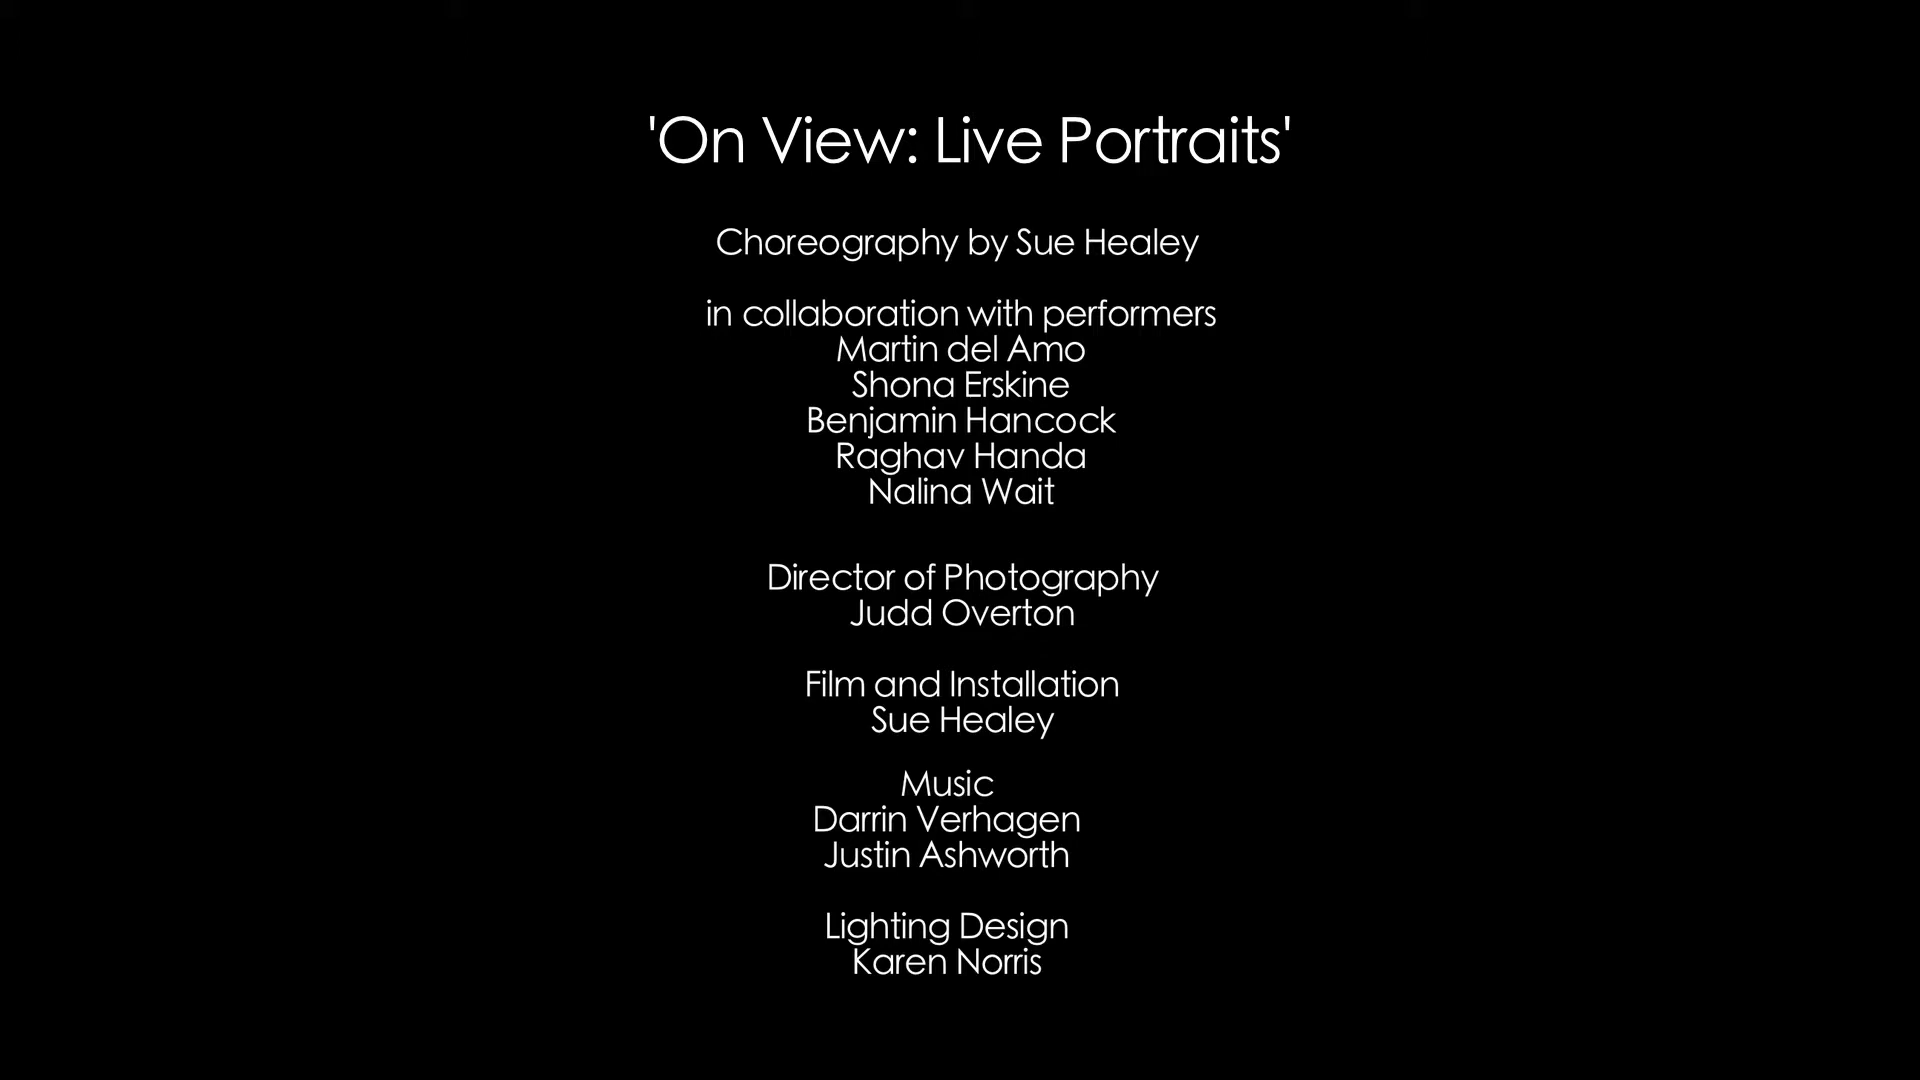 'On View: Live Portraits'
Choreography by Sue Healey
in collaboration with performers
Martin del Amo
Shona Erskine
Benjamin Hancock
Raghav Handa
Nalina Wait
Director of Photography
Judd Overton
Film and Installation
Sue Healey
Music
Darrin Verhagen
Justin Ashworth
Lighting Design
Karen Norris